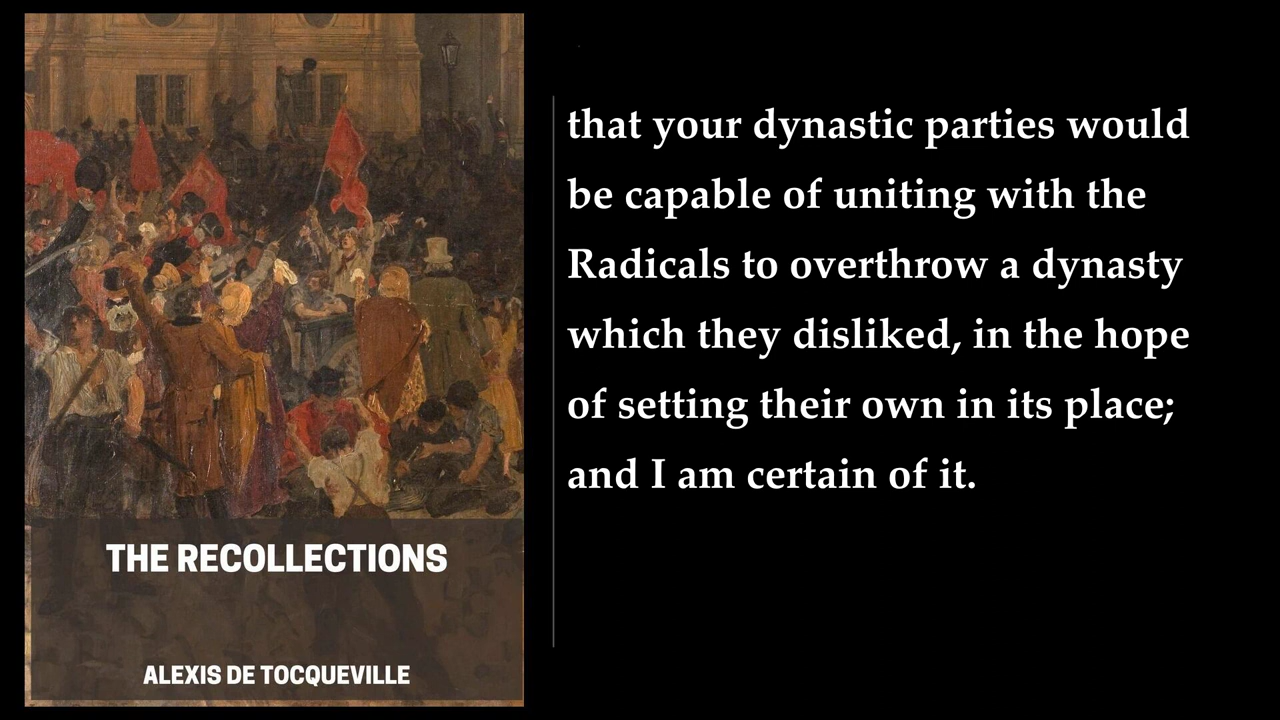 THE RECOLLECTIONS
ALEXIS DE TOCQUEVILLE
that your dynastic parties would
be capable of uniting with the
Radicals to overthrow a dynasty
which they disliked, in the hope
of setting their own in its place;
and I am certain of it.